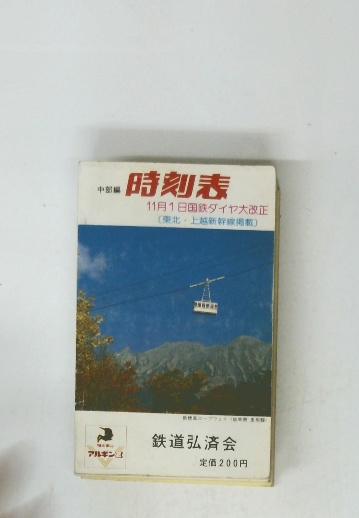 中部編 時刻表
11月1日国鉄ダイヤ大改正
(東北・上越新幹線掲載)
アルギンZ
鉄道弘済会
定価200円